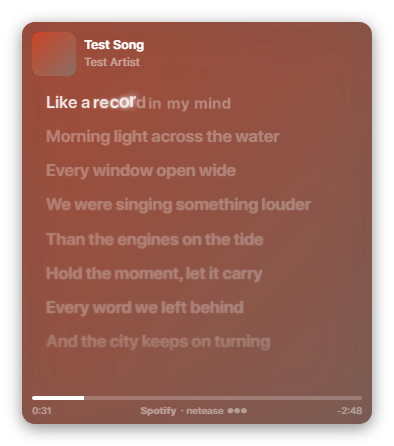 Test Song
Test Artist
Like a record in my mind
Morning light across the water
Every window open wide
We were singing something louder
Than the engines on the tide
Hold the moment, let it carry
Every word we left behind
And the city keeps on turning
0:31 Spotify · netease ●●● -2:48